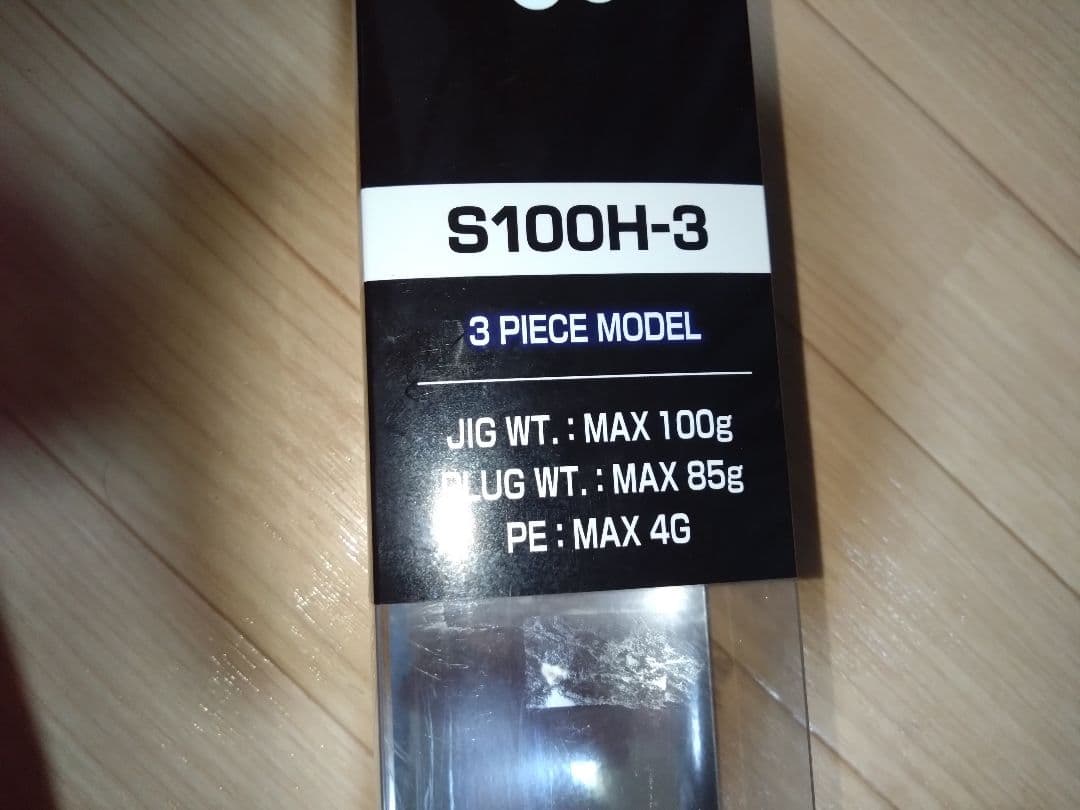 S100H-3
3 PIECE MODEL
JIG WT. : MAX 100g
PLUG WT. : MAX 85g
PE : MAX 4G